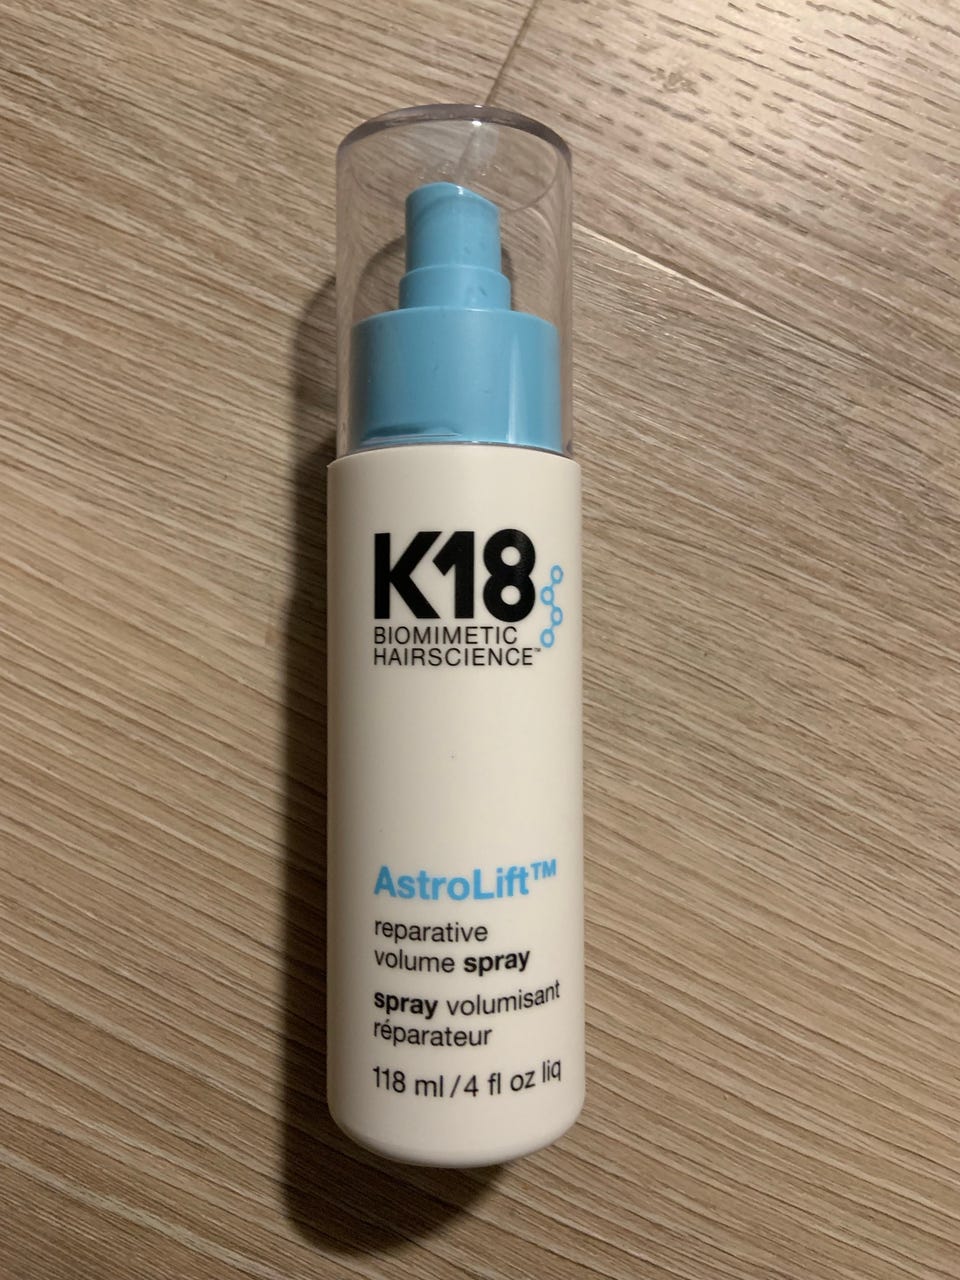 K18
BIOMIMETIC
HAIRSCIENCE™
AstroLift™
reparative
volume spray
spray volumisant
réparateur
118 ml / 4 fl oz liq